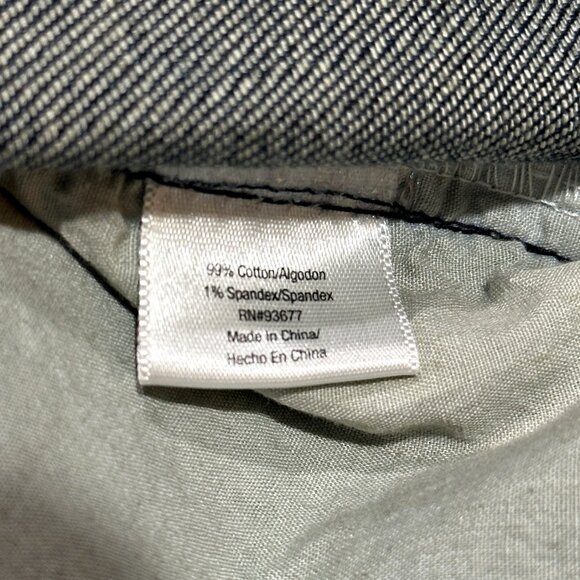 99% Cotton/Algodon
1% Spandex/Spandex
RN#93677
Made in China/
Hecho En China